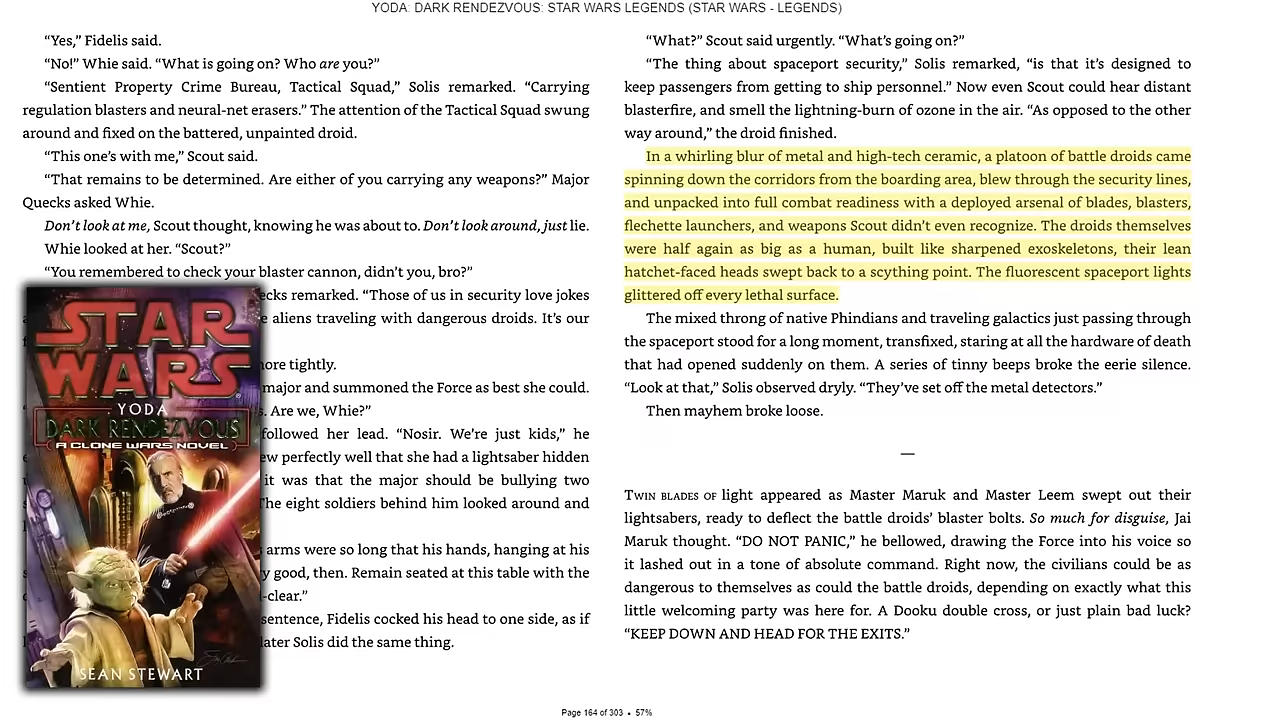 YODA: DARK RENDEZVOUS: STAR WARS LEGENDS (STAR WARS - LEGENDS)
“Yes,” Fidelis said.
“No!” Whie said. “What is going on? Who are you?”
“Sentient Property Crime Bureau, Tactical Squad,” Solis remarked. “Carrying
regulation blasters and neural-net erasers.” The attention of the Tactical Squad swung
around and fixed on the battered, unpainted droid.
“This one’s with me,” Scout said.
“That remains to be determined. Are either of you carrying any weapons?” Major
Quecks asked Whie.
Don’t look at me, Scout thought, knowing he was about to. Don’t look around, just lie.
Whie looked at her. “Scout?”
“You remembered to check your blaster cannon, didn’t you, bro?”
remarked. “Those of us in security love jokes
aliens traveling with dangerous droids. It’s our
more tightly.
major and summoned the Force as best she could.
Are we, Whie?”
followed her lead. “Nosir. We’re just kids,” he
perfectly well that she had a lightsaber hidden
it was that the major should be bullying two
The eight soldiers behind him looked around and
arms were so long that his hands, hanging at his
good, then. Remain seated at this table with the
-clear.”
sentence, Fidelis cocked his head to one side, as if
later Solis did the same thing.
STAR
WARS
YODA
DARK RENDEZVOUS
A CLONE WARS NOVEL
SEAN STEWART
“What?” Scout said urgently. “What’s going on?”
“The thing about spaceport security,” Solis remarked, “is that it’s designed to
keep passengers from getting to ship personnel.” Now even Scout could hear distant
blasterfire, and smell the lightning-burn of ozone in the air. “As opposed to the other
way around,” the droid finished.
In a whirling blur of metal and high-tech ceramic, a platoon of battle droids came
spinning down the corridors from the boarding area, blew through the security lines,
and unpacked into full combat readiness with a deployed arsenal of blades, blasters,
flechette launchers, and weapons Scout didn’t even recognize. The droids themselves
were half again as big as a human, built like sharpened exoskeletons, their lean
hatchet-faced heads swept back to a scything point. The fluorescent spaceport lights
glittered off every lethal surface.
The mixed throng of native Phindians and traveling galactics just passing through
the spaceport stood for a long moment, transfixed, staring at all the hardware of death
that had opened suddenly on them. A series of tinny beeps broke the eerie silence.
“Look at that,” Solis observed dryly. “They’ve set off the metal detectors.”
Then mayhem broke loose.
—
TWIN BLADES OF light appeared as Master Maruk and Master Leem swept out their
lightsabers, ready to deflect the battle droids’ blaster bolts. So much for disguise, Jai
Maruk thought. “DO NOT PANIC,” he bellowed, drawing the Force into his voice so
it lashed out in a tone of absolute command. Right now, the civilians could be as
dangerous to themselves as could the battle droids, depending on exactly what this
little welcoming party was here for. A Dooku double cross, or just plain bad luck?
“KEEP DOWN AND HEAD FOR THE EXITS.”
Page 164 of 303 • 57%